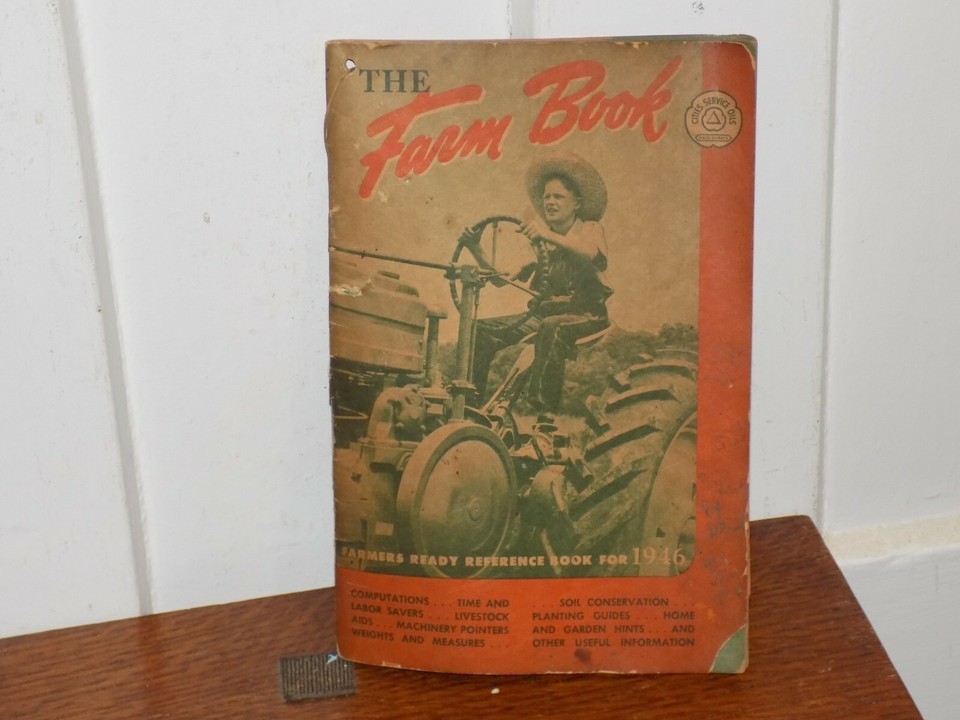 THE
Farm Book
CITIES SERVICE OILS
FARMERS READY REFERENCE BOOK FOR 1946
COMPUTATIONS . . . TIME AND
LABOR SAVERS . . . LIVESTOCK
AIDS . . . MACHINERY POINTERS
WEIGHTS AND MEASURES . . .
. . . SOIL CONSERVATION . . .
PLANTING GUIDES . . . HOME
AND GARDEN HINTS . . . AND
OTHER USEFUL INFORMATION